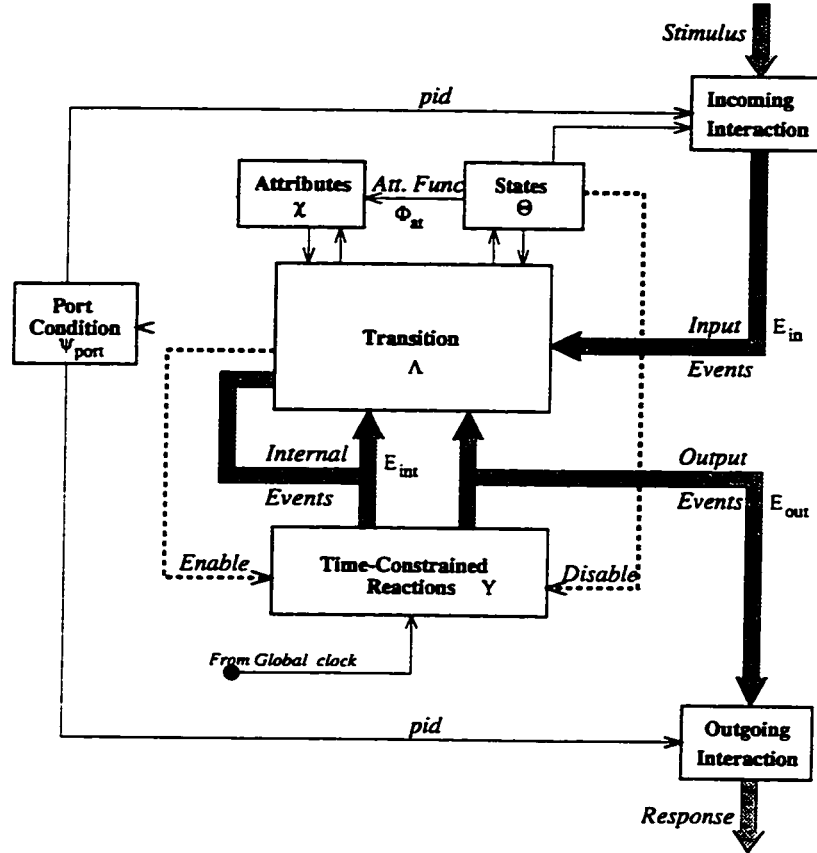 Stimulus
pid
Incoming
Interaction
Attributes
χ
Att. Func
Φat
States
Θ
Port
Condition
Ψport
Transition
Λ
Input
Events
Ein
Internal
Events
Eint
Output
Events
Eout
Enable
Time-Constrained
Reactions Υ
Disable
From Global clock
pid
Outgoing
Interaction
Response